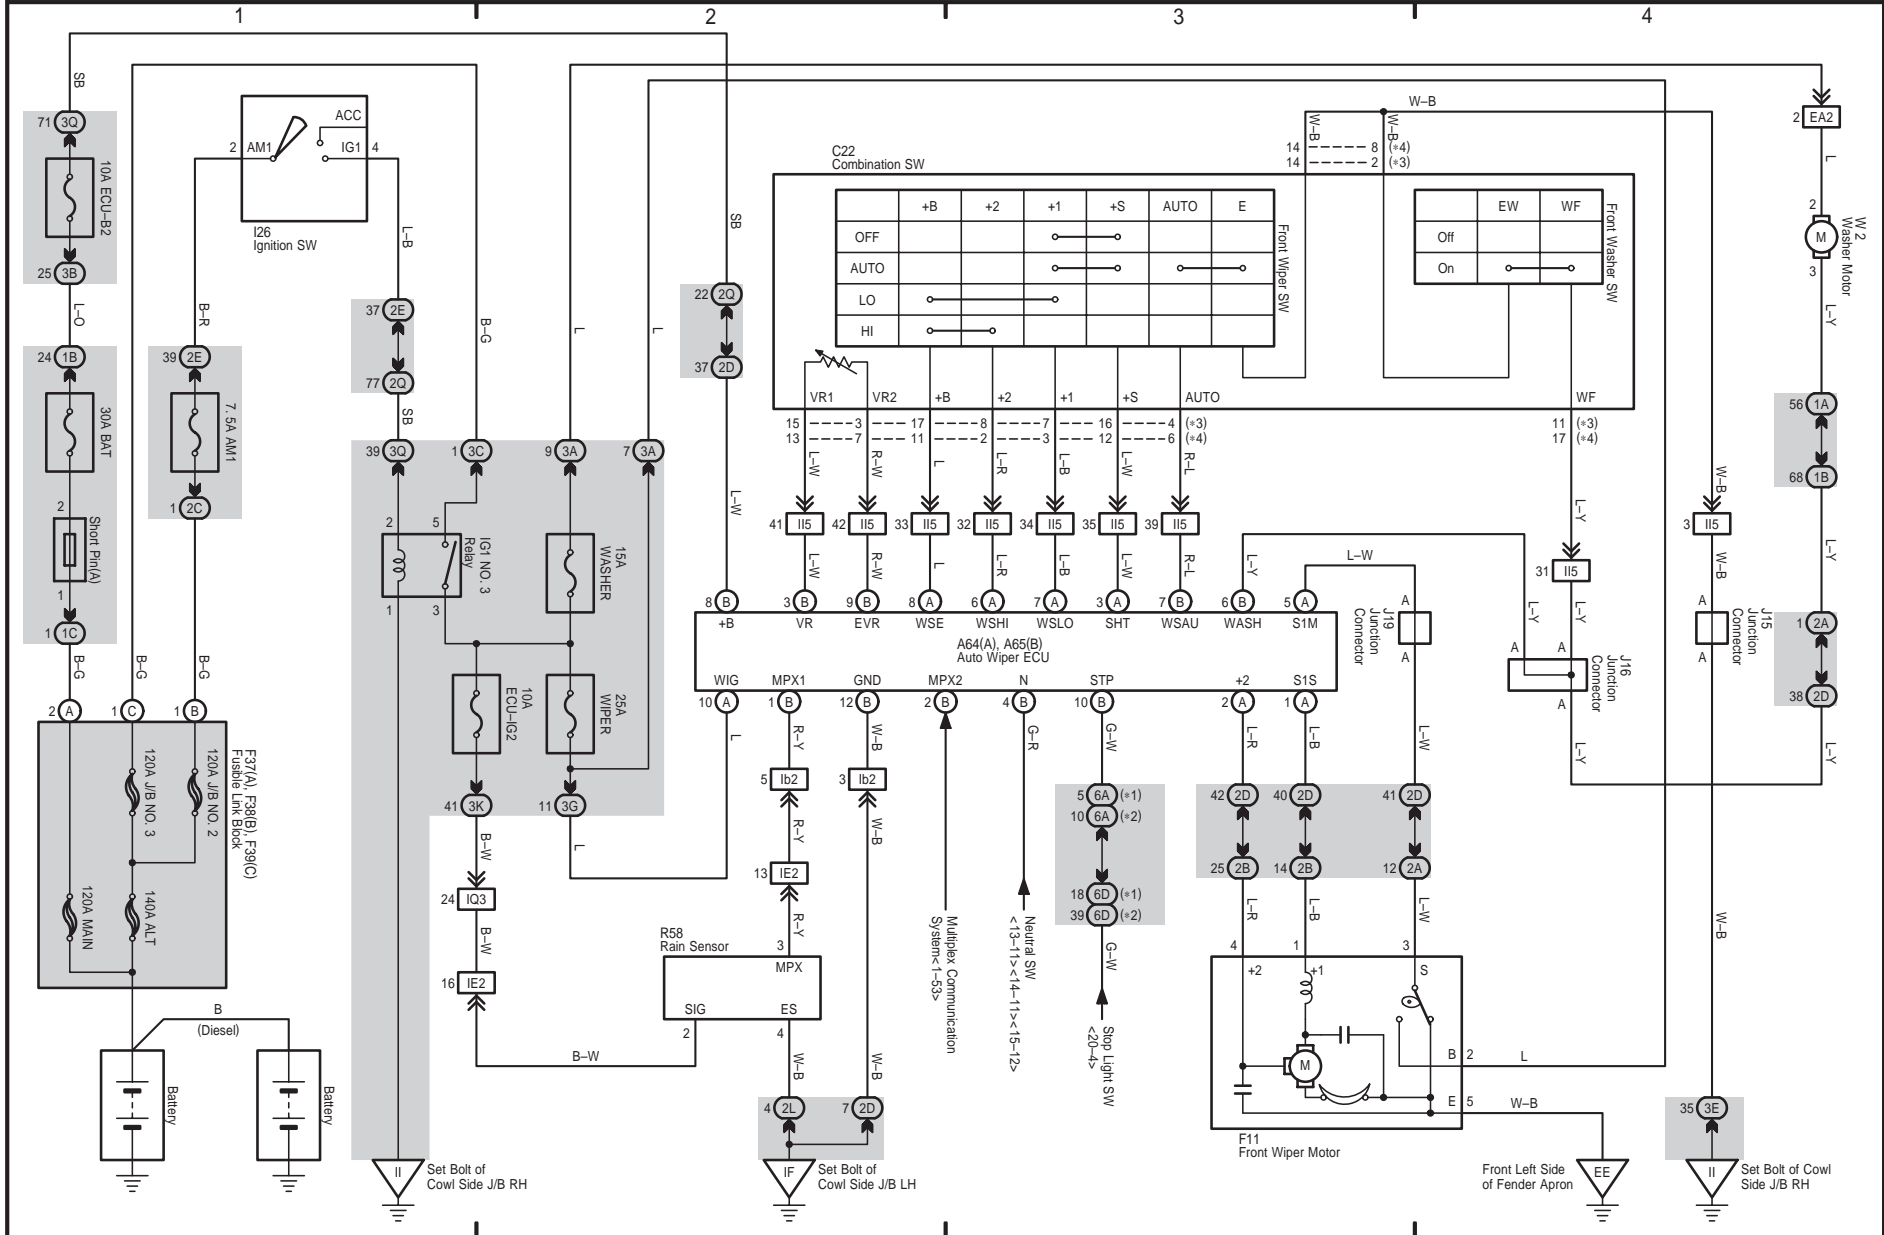 1 2 3 4
SB
71 3Q
10A ECU–B2
25 3B
L–O
24 1B
30A BAT
2
Short Pin(A)
1
1 1C
B–G
2 A
1 C
1 B
120A J/B NO. 3
120A J/B NO. 2
120A MAIN
140A ALT
F37(A), F38(B), F39(C)
Fusible Link Block
B
(Diesel)
Battery
Battery
ACC
2 AM1
IG1 4
I26
Ignition SW
B–R
39 2E
7. 5A AM1
1 2C
B–G
B–G
L–B
37 2E
77 2Q
SB
B–G
L
L
39 3Q
1 3C
9 3A
7 3A
2 5
IG1 NO. 3
Relay
1 3
15A
WASHER
10A
ECU–IG2
25A
WIPER
41 3K
11 3G
B–W
L
24 IQ3
B–W
16 IE2
B–W
II
Set Bolt of
Cowl Side J/B RH
SB
22 2Q
37 2D
L–W
C22
Combination SW
W–B
W–B
W–B
14 8 (*4)
14 2 (*3)
+B +2 +1 +S AUTO E
OFF
AUTO
LO
HI
Front Wiper SW
EW WF
Off
On
Front Washer SW
VR1 VR2 +B +2 +1 +S AUTO WF
15 3 17 8 7 16 4 (*3) 11 (*3)
13 7 11 2 3 12 6 (*4) 17 (*4)
L–W R–W L L–R L–B L–W R–L L–Y
41 II5 42 II5 33 II5 32 II5 34 II5 35 II5 39 II5
31 II5
L–W R–W L L–R L–B L–W R–L L–Y L–W
L–Y L–Y
8 B 3 B 9 B 8 A 6 A 7 A 3 A 7 B 6 B 5 A
+B VR EVR WSE WSHI WSLO SHT WSAU WASH S1M
A64(A), A65(B)
Auto Wiper ECU
WIG MPX1 GND MPX2 N STP +2 S1S
10 A 1 B 12 B 2 B 4 B 10 B 2 A 1 A
A
J19
Junction
Connector
A
A A
J16
Junction
Connector
A
L–Y
W–B
3 II5
W–B
A
J15
Junction
Connector
A
W–B
L R–Y W–B G–R G–W L–R L–B L–W
5 Ib2
3 Ib2
R–Y W–B
13 IE2
R–Y
R58
Rain Sensor
3
MPX
SIG ES
2 4
W–B W–B
4 2L
7 2D
IF
Set Bolt of
Cowl Side J/B LH
Multiplex Communication
System<1–53>
Neutral SW
<13–11><14–11><15–12>
5 6A (*1)
10 6A (*2)
18 6D (*1)
39 6D (*2)
G–W
Stop Light SW
<20–4>
42 2D 40 2D 41 2D
25 2B 14 2B 12 2A
L–R L–B L–W
4 1 3
+2 +1 S
M
B 2
L
E 5
W–B
F11
Front Wiper Motor
Front Left Side
of Fender Apron
EE
35 3E
II
Set Bolt of Cowl
Side J/B RH
2 EA2
L
2
M
W 2
Washer Motor
3
L–Y
56 1A
68 1B
L–Y
1 2A
38 2D
L–Y